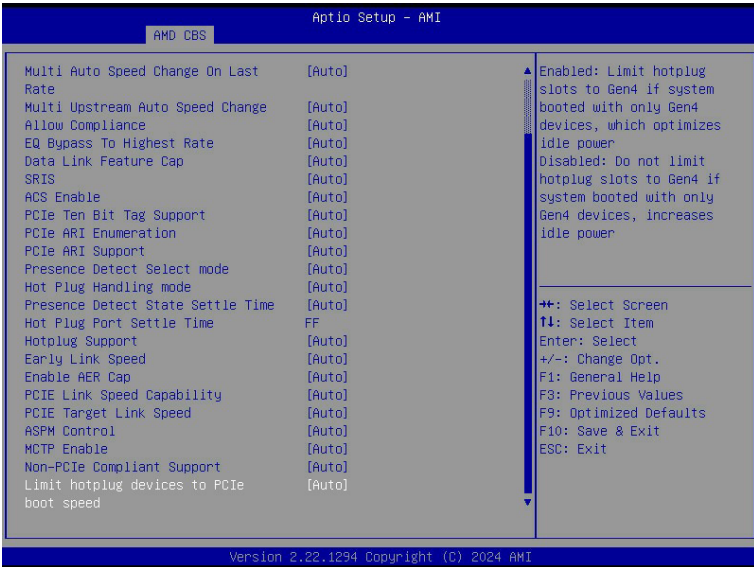 Aptio Setup – AMI
AMD CBS
Multi Auto Speed Change On Last [Auto]
Rate
Multi Upstream Auto Speed Change [Auto]
Allow Compliance [Auto]
EQ Bypass To Highest Rate [Auto]
Data Link Feature Cap [Auto]
SRIS [Auto]
ACS Enable [Auto]
PCIe Ten Bit Tag Support [Auto]
PCIe ARI Enumeration [Auto]
PCIe ARI Support [Auto]
Presence Detect Select mode [Auto]
Hot Plug Handling mode [Auto]
Presence Detect State Settle Time [Auto]
Hot Plug Port Settle Time FF
Hotplug Support [Auto]
Early Link Speed [Auto]
Enable AER Cap [Auto]
PCIE Link Speed Capability [Auto]
PCIE Target Link Speed [Auto]
ASPM Control [Auto]
MCTP Enable [Auto]
Non-PCIe Compliant Support [Auto]
Limit hotplug devices to PCIe [Auto]
boot speed
Enabled: Limit hotplug
slots to Gen4 if system
booted with only Gen4
devices, which optimizes
idle power
Disabled: Do not limit
hotplug slots to Gen4 if
system booted with only
Gen4 devices, increases
idle power
→←: Select Screen
↑↓: Select Item
Enter: Select
+/-: Change Opt.
F1: General Help
F3: Previous Values
F9: Optimized Defaults
F10: Save & Exit
ESC: Exit
Version 2.22.1294 Copyright (C) 2024 AMI